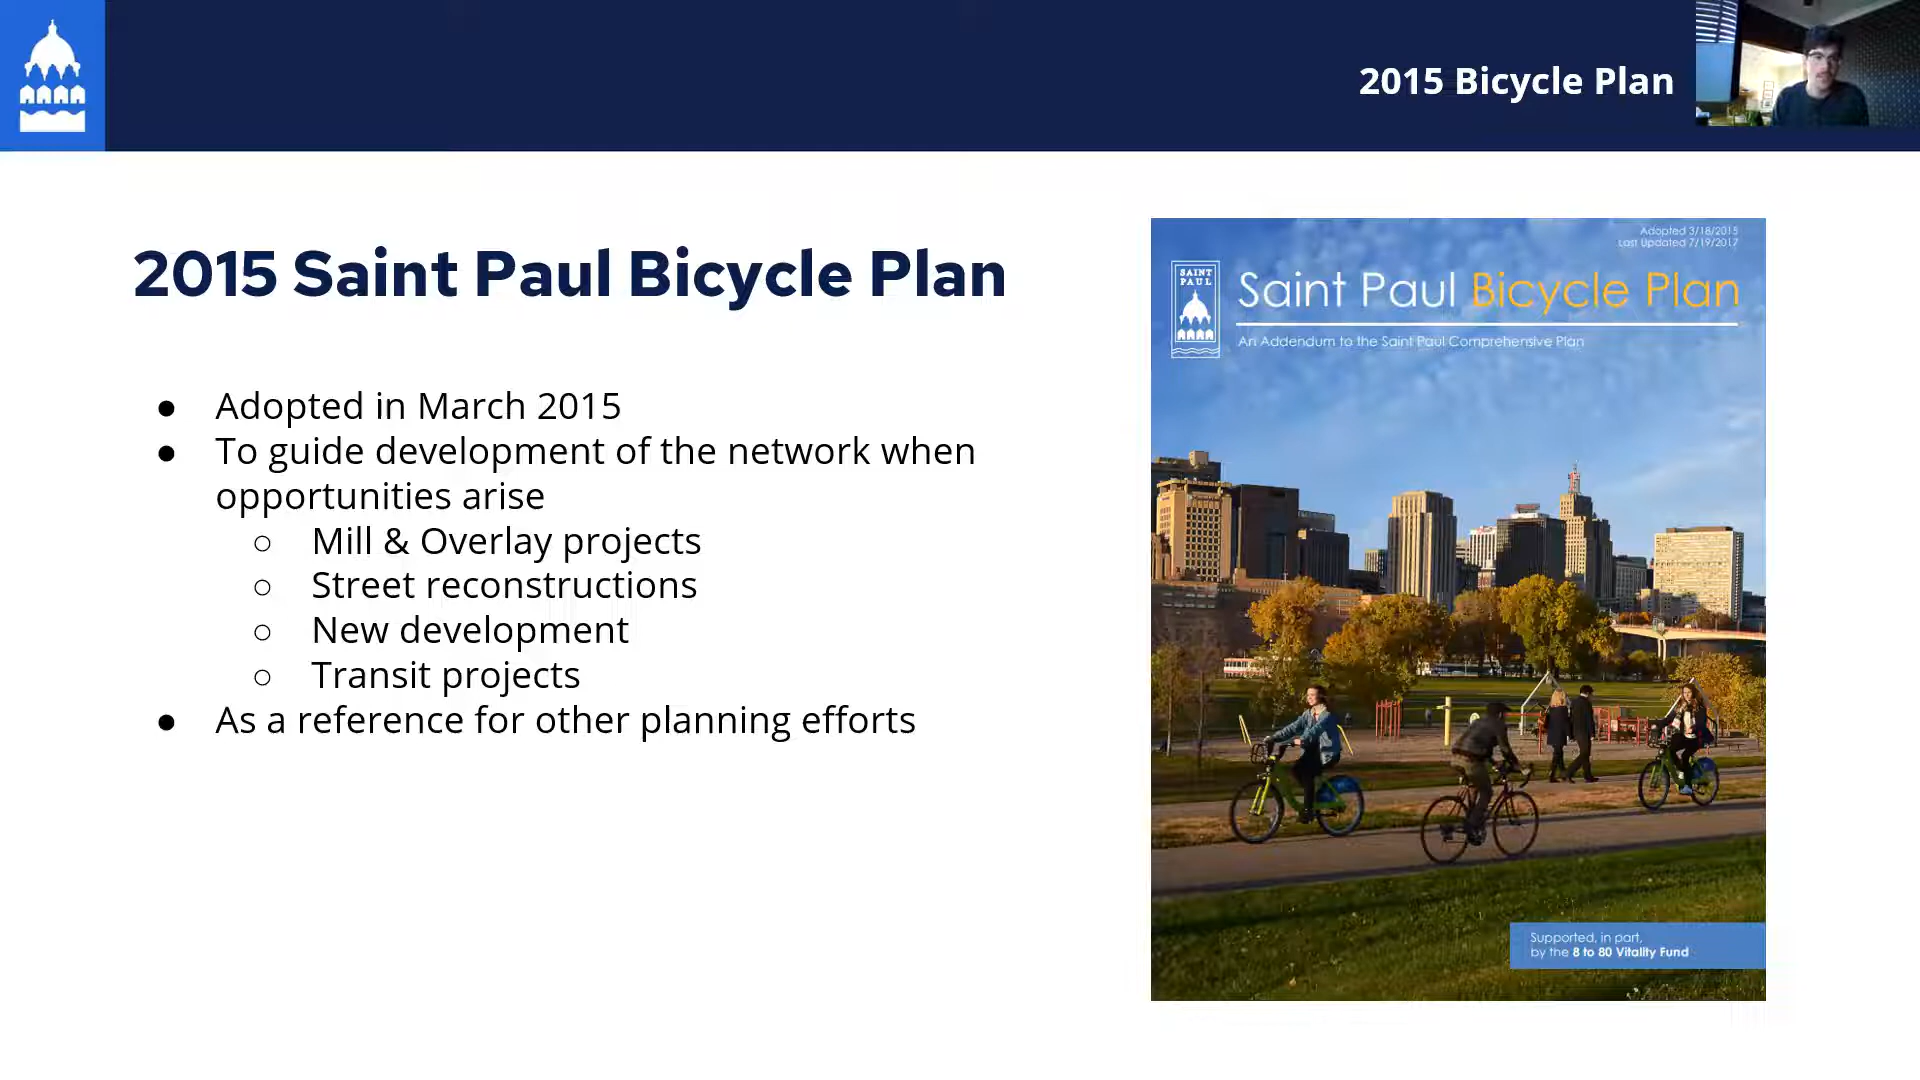 2015 Bicycle Plan
2015 Saint Paul Bicycle Plan
● Adopted in March 2015
● To guide development of the network when
opportunities arise
○ Mill & Overlay projects
○ Street reconstructions
○ New development
○ Transit projects
● As a reference for other planning efforts
Adopted 3/18/2015
Last Updated 7/19/2017
SAINT
PAUL
Saint Paul Bicycle Plan
An Addendum to the Saint Paul Comprehensive Plan
Supported, in part,
by the 8 to 80 Vitality Fund